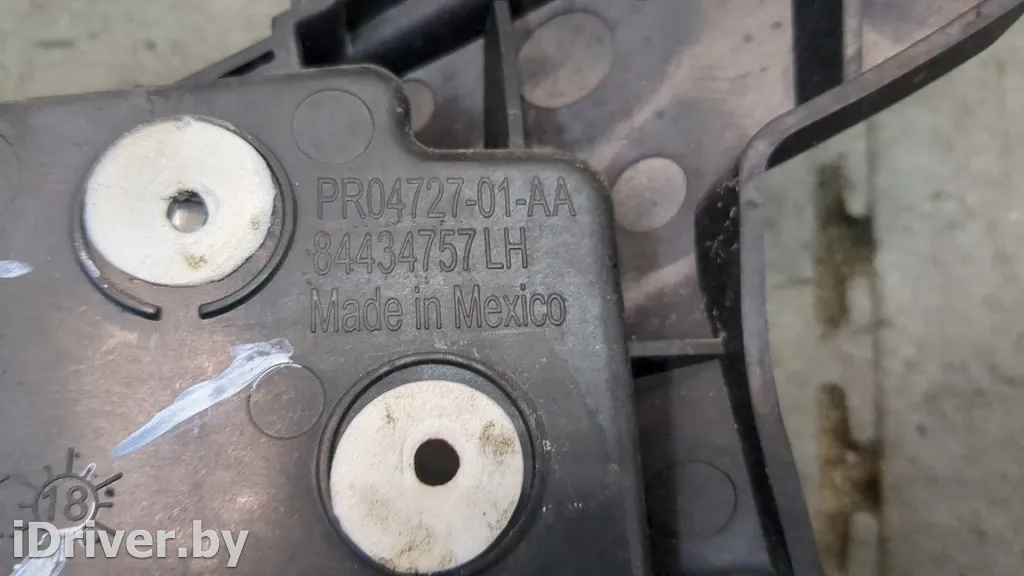 PR04727-01-AA
84434757 LH
Made in Mexico
18
iDriver.by